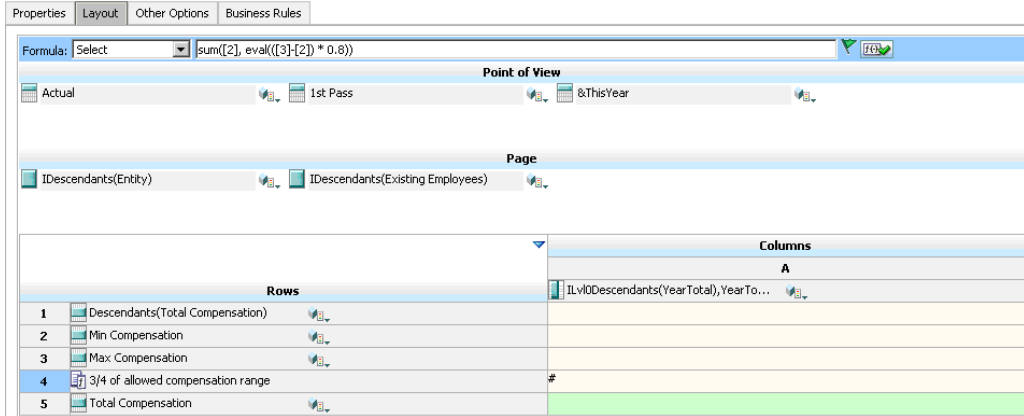 Properties Layout Other Options Business Rules
Formula: Select sum([2], eval(([3]-[2]) * 0.8))
Point of View
Actual 1st Pass &ThisYear
Page
IDescendants(Entity) IDescendants(Existing Employees)
Columns
A
Rows ILvl0Descendants(YearTotal),YearTo...
1 Descendants(Total Compensation)
2 Min Compensation
3 Max Compensation
4 3/4 of allowed compensation range #
5 Total Compensation